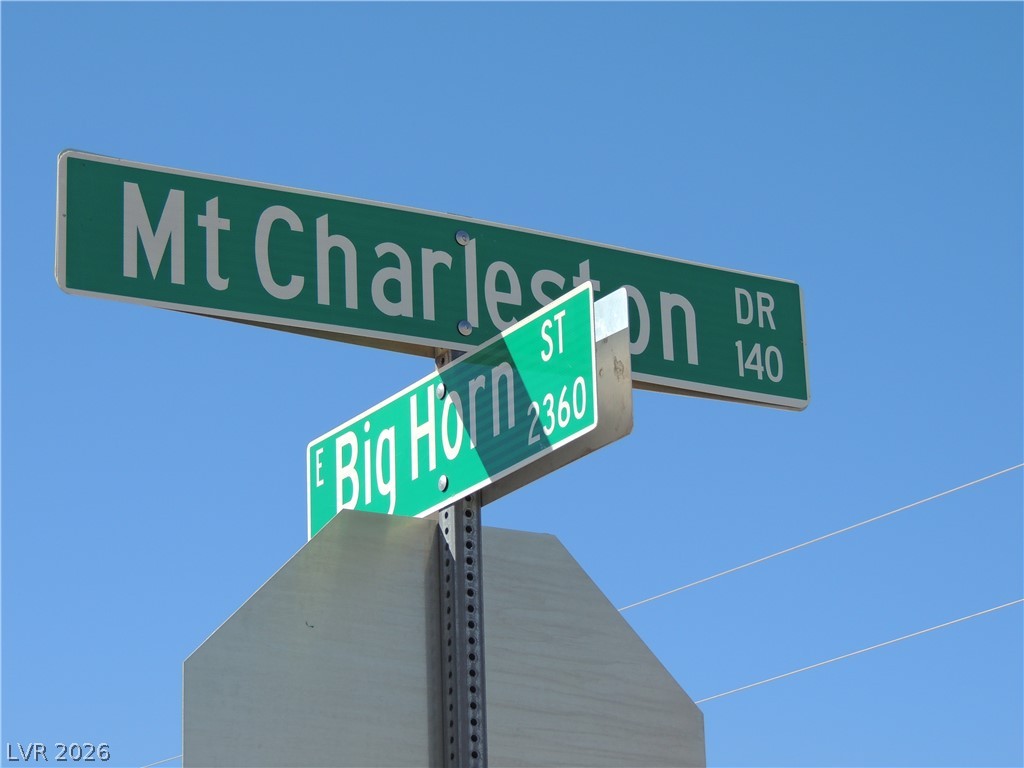 Mt Charleston DR
140
E Big Horn ST
2360
LVR 2026